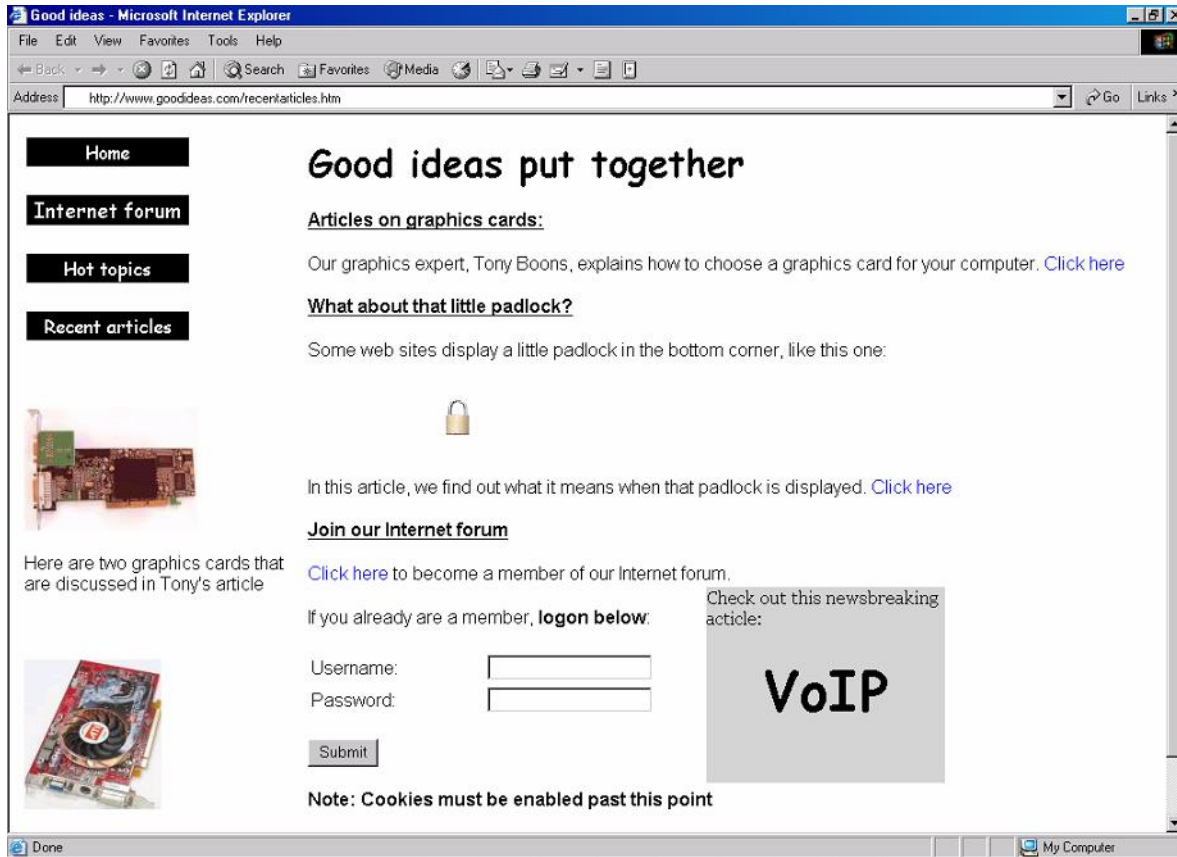 Good ideas - Microsoft Internet Explorer
File Edit View Favorites Tools Help
Back Search Favorites Media
Address http://www.goodideas.com/recentarticles.htm Go Links
Home
Internet forum
Hot topics
Recent articles
Here are two graphics cards that
are discussed in Tony's article
Good ideas put together
Articles on graphics cards:
Our graphics expert, Tony Boons, explains how to choose a graphics card for your computer. Click here
What about that little padlock?
Some web sites display a little padlock in the bottom corner, like this one:
In this article, we find out what it means when that padlock is displayed. Click here
Join our Internet forum
Click here to become a member of our Internet forum.
If you already are a member, logon below:
Username:
Password:
Submit
Note: Cookies must be enabled past this point
Check out this newsbreaking
acticle:
VoIP
Done My Computer